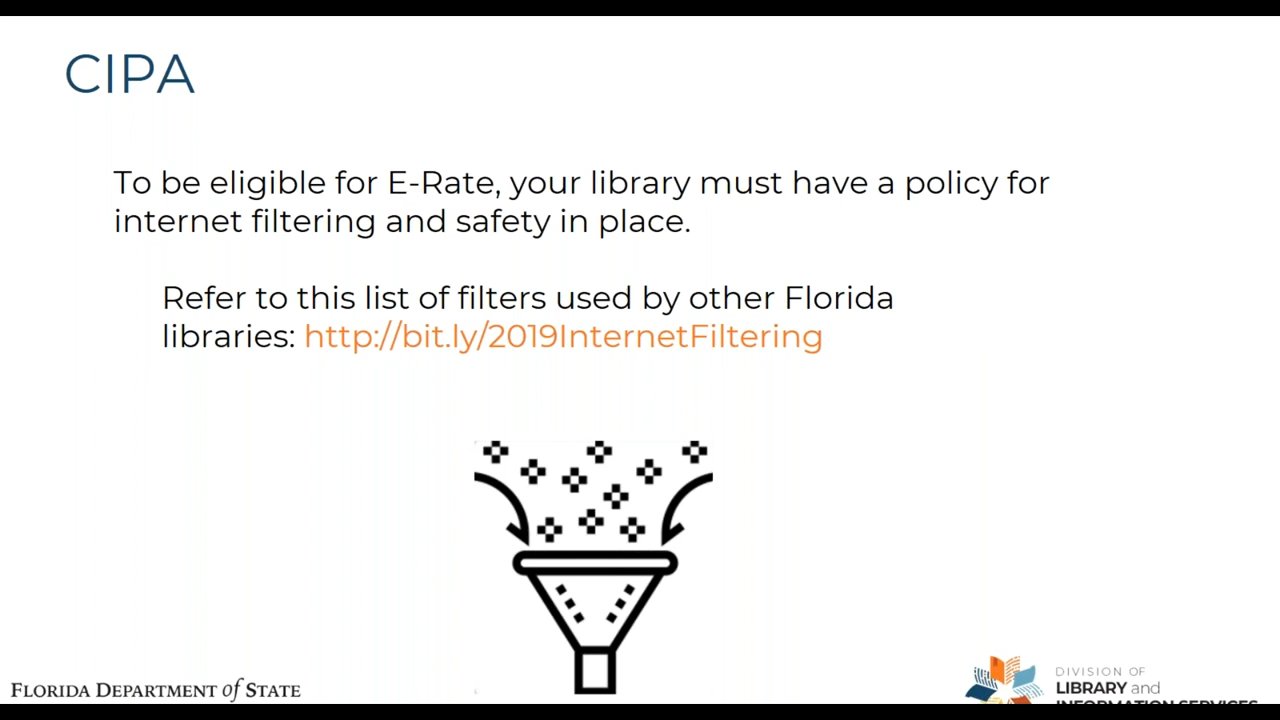 CIPA
To be eligible for E-Rate, your library must have a policy for
internet filtering and safety in place.
Refer to this list of filters used by other Florida
libraries: http://bit.ly/2019InternetFiltering
FLORIDA DEPARTMENT of STATE
DIVISION OF
LIBRARY and
INFORMATION SERVICES